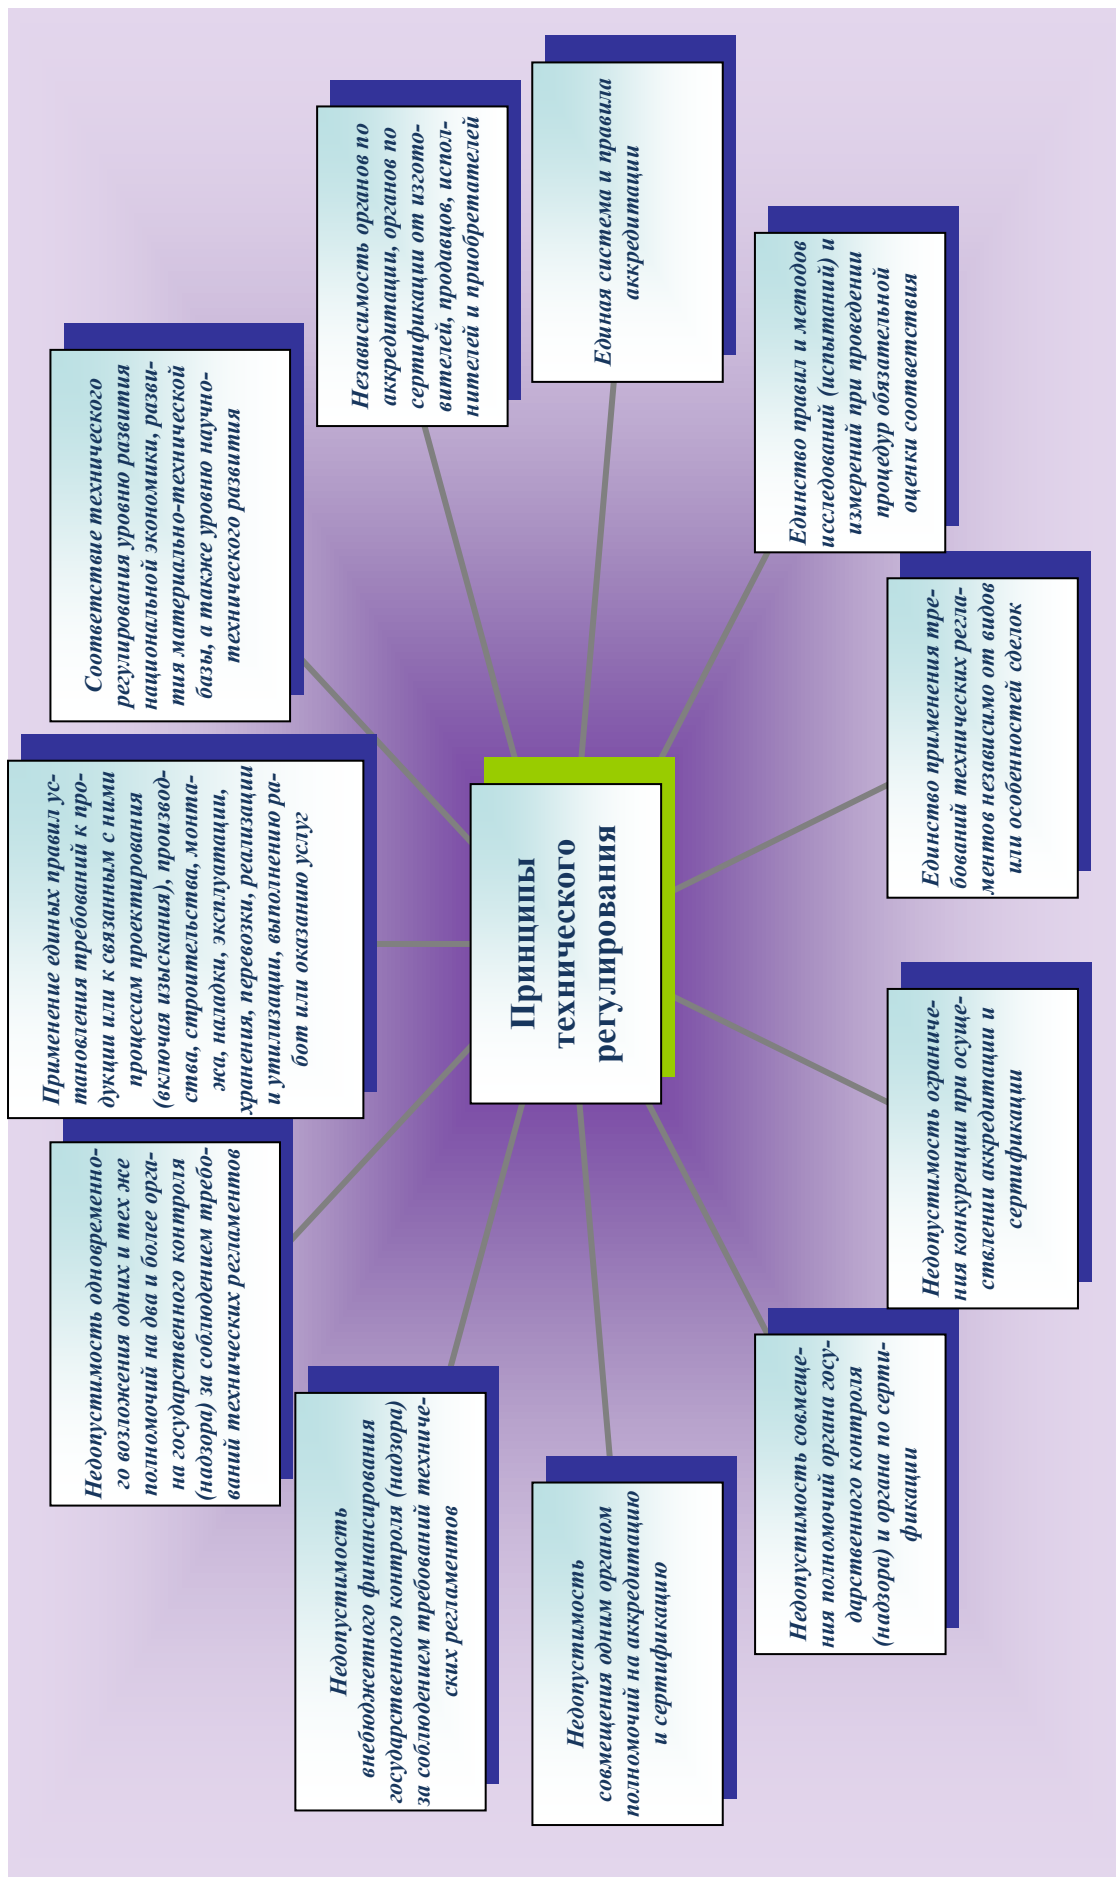 Принципы
технического
регулирования
Применение единых правил ус-
тановления требований к про-
дукции или к связанным с ними
процессам проектирования
(включая изыскания), производ-
ства, строительства, монта-
жа, наладки, эксплуатации,
хранения, перевозки, реализации
и утилизации, выполнению ра-
бот или оказанию услуг
Соответствие технического
регулирования уровню развития
национальной экономики, разви-
тия материально-технической
базы, а также уровню научно-
технического развития
Независимость органов по
аккредитации, органов по
сертификации от изгото-
вителей, продавцов, испол-
нителей и приобретателей
Единая система и правила
аккредитации
Единство правил и методов
исследований (испытаний) и
измерений при проведении
процедур обязательной
оценки соответствия
Единство применения тре-
бований технических регла-
ментов независимо от видов
или особенностей сделок
Недопустимость ограниче-
ния конкуренции при осуще-
ствлении аккредитации и
сертификации
Недопустимость совмеще-
ния полномочий органа госу-
дарственного контроля
(надзора) и органа по серти-
фикации
Недопустимость
совмещения одним органом
полномочий на аккредитацию
и сертификацию
Недопустимость
внебюджетного финансирования
государственного контроля (надзора)
за соблюдением требований техниче-
ских регламентов
Недопустимость одновременно-
го возложения одних и тех же
полномочий на два и более орга-
на государственного контроля
(надзора) за соблюдением требо-
ваний технических регламентов